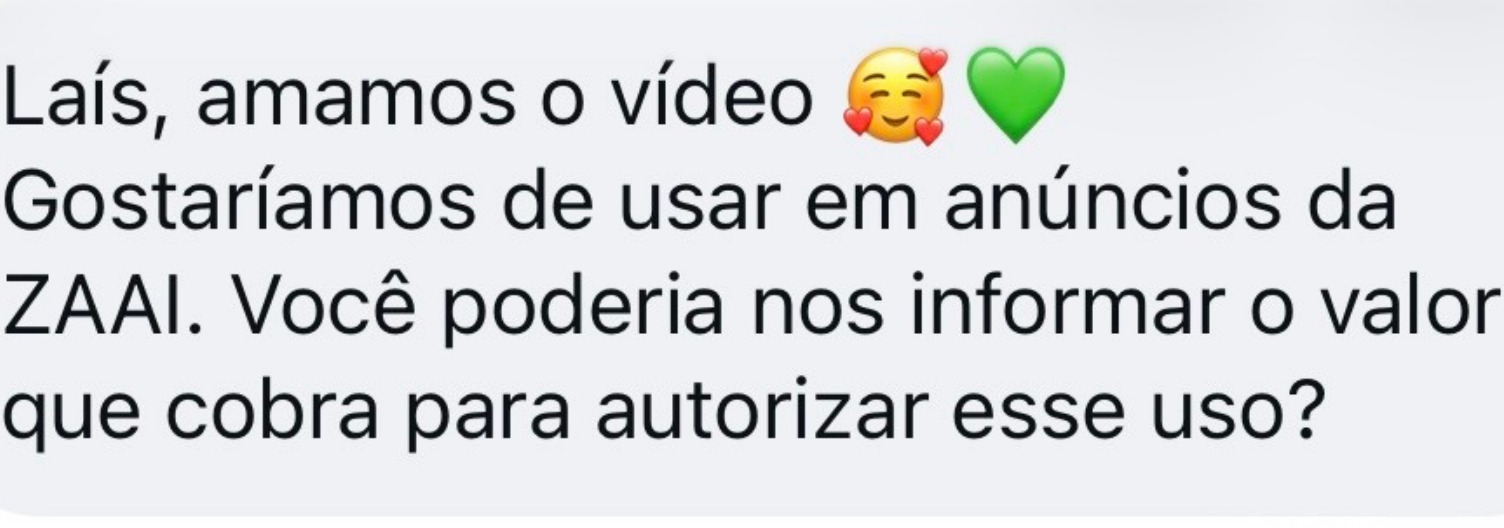 Laís, amamos o vídeo 🥰💚
Gostaríamos de usar em anúncios da
ZAAI. Você poderia nos informar o valor
que cobra para autorizar esse uso?